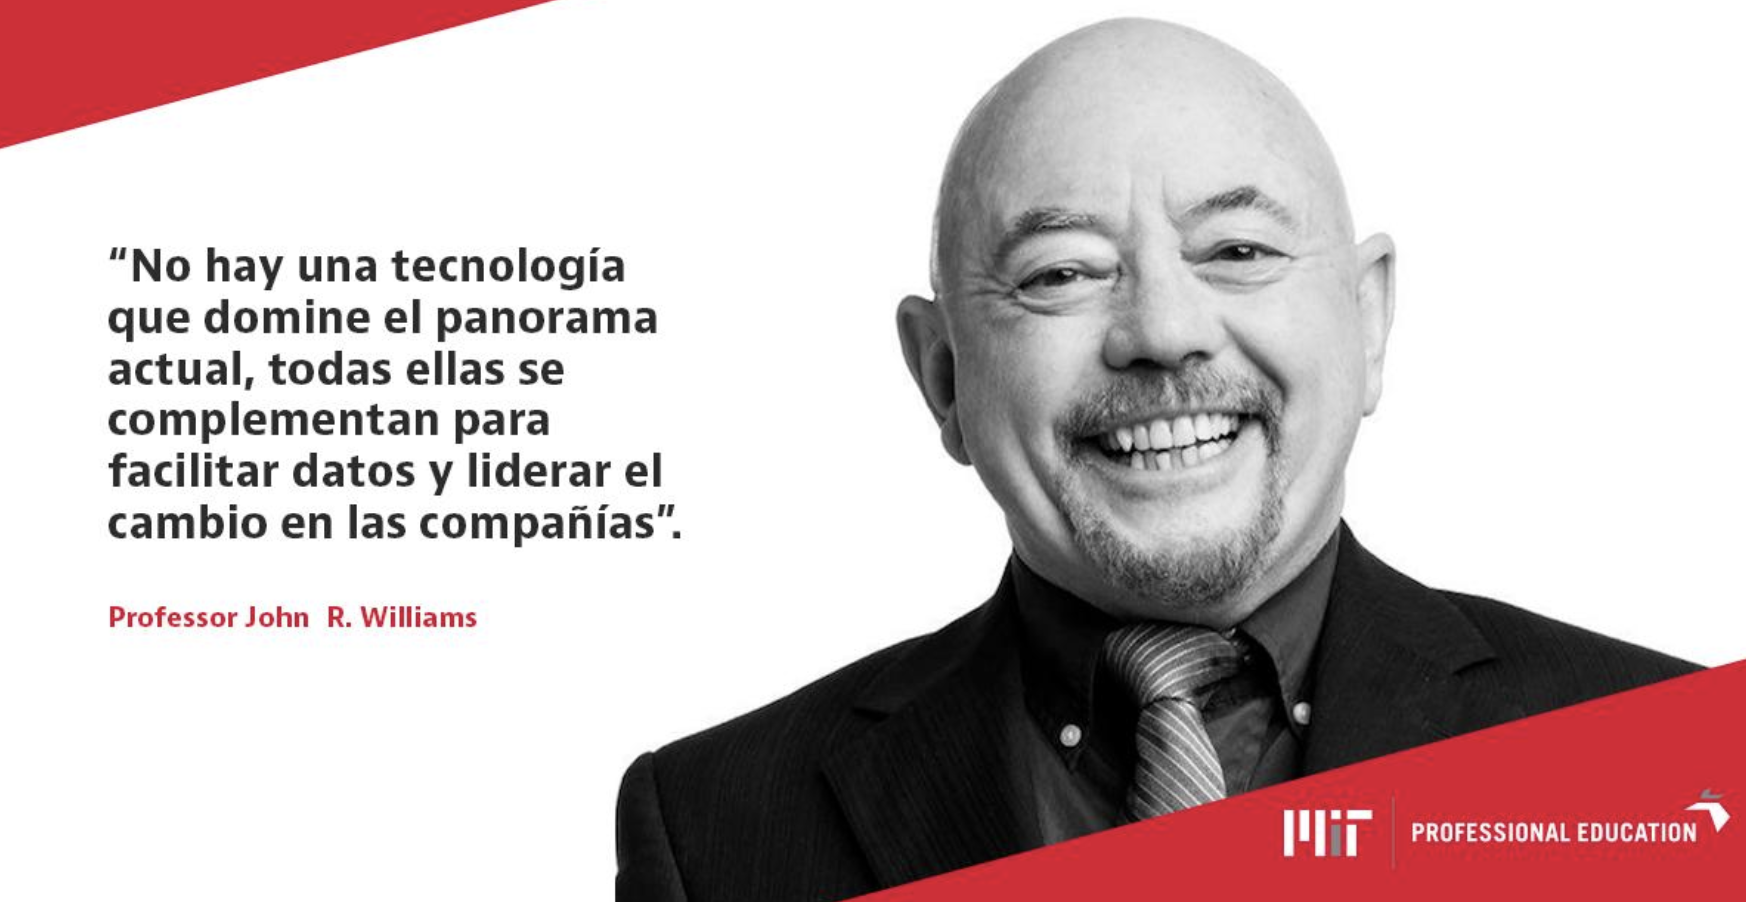 “No hay una tecnología
que domine el panorama
actual, todas ellas se
complementan para
facilitar datos y liderar el
cambio en las compañías”.
Professor John  R. Williams
MIT
PROFESSIONAL EDUCATION